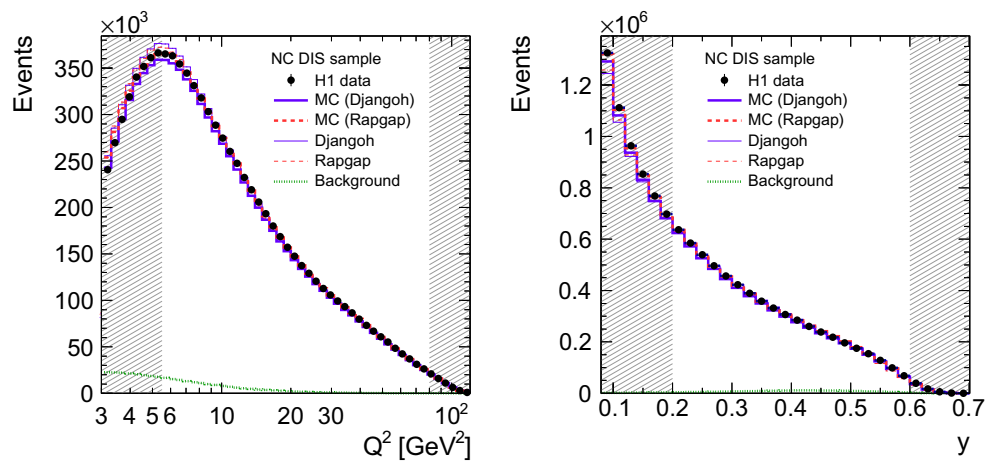 ×10³
Events
350
300
250
200
150
100
50
0
NC DIS sample
H1 data
MC (Djangoh)
MC (Rapgap)
Djangoh
Rapgap
Background
3 4 5 6 10 20 30 10²
Q² [GeV²]
×10⁶
Events
1.2
1
0.8
0.6
0.4
0.2
0
NC DIS sample
H1 data
MC (Djangoh)
MC (Rapgap)
Djangoh
Rapgap
Background
0.1 0.2 0.3 0.4 0.5 0.6 0.7
y